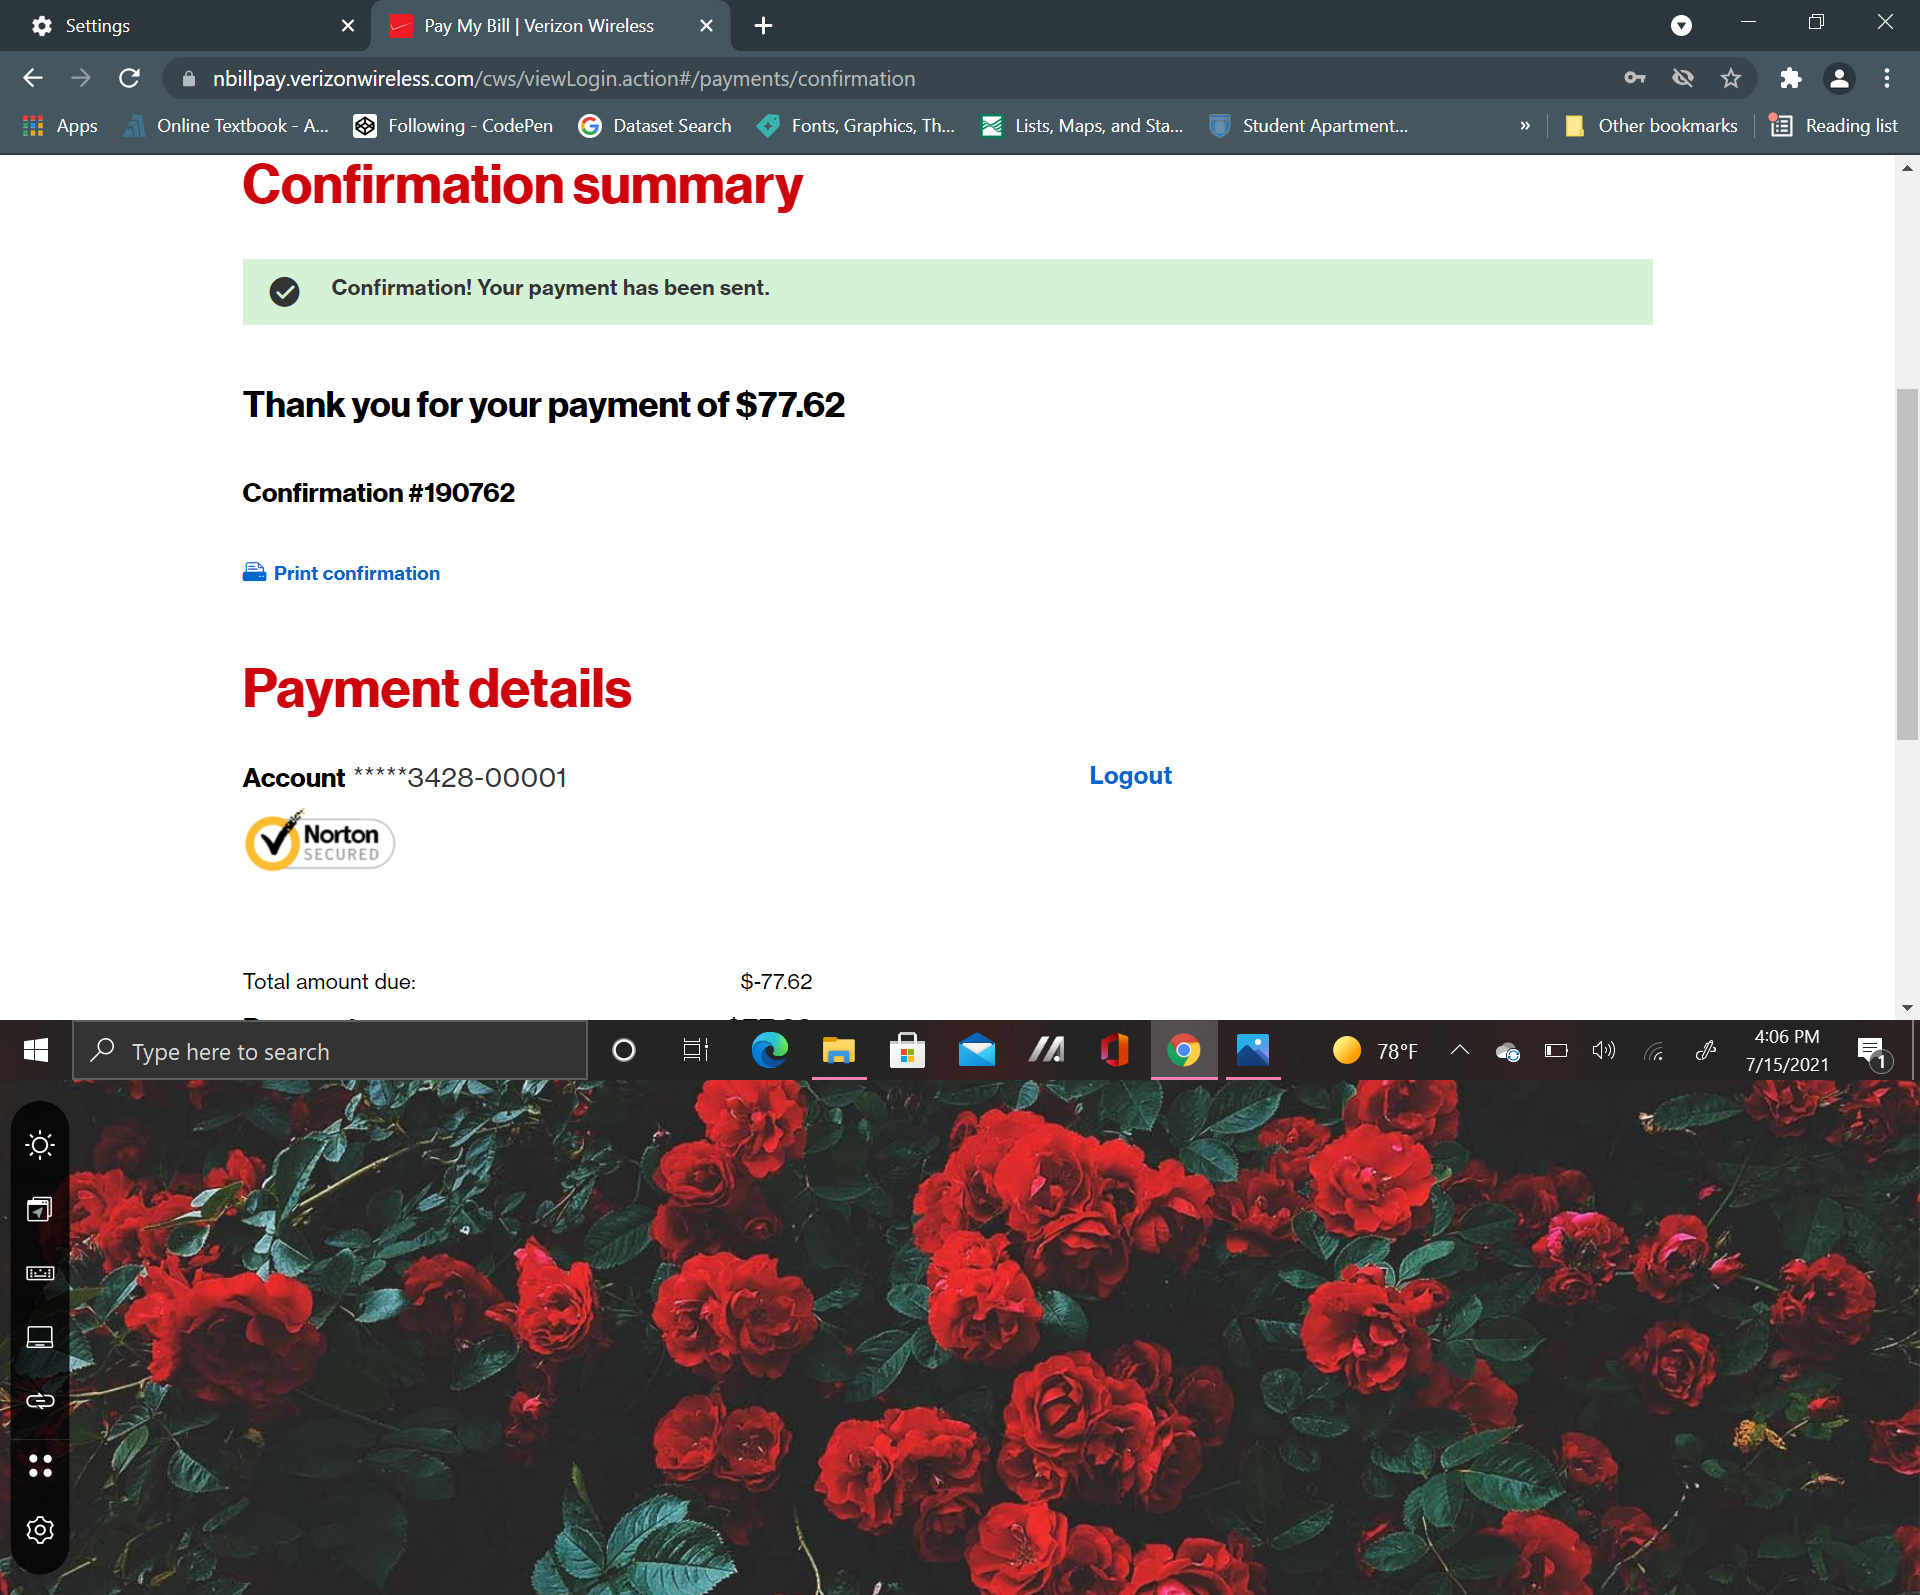 Settings
Pay My Bill | Verizon Wireless
nbillpay.verizonwireless.com/cws/viewLogin.action#/payments/confirmation
Apps
Online Textbook - A...
Following - CodePen
Dataset Search
Fonts, Graphics, Th...
Lists, Maps, and Sta...
Student Apartment...
»
Other bookmarks
Reading list
Confirmation summary
Confirmation! Your payment has been sent.
Thank you for your payment of $77.62
Confirmation #190762
Print confirmation
Payment details
Account *****3428-00001
Logout
Norton
SECURED
Total amount due: $-77.62
Type here to search
78°F
4:06 PM
7/15/2021
1